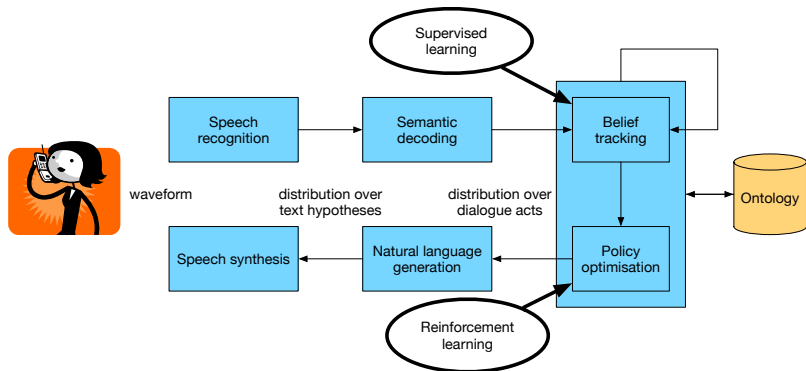 Supervised
learning
Speech
recognition
Semantic
decoding
Belief
tracking
waveform
distribution over
text hypotheses
distribution over
dialogue acts
Ontology
Speech synthesis
Natural language
generation
Policy
optimisation
Reinforcement
learning